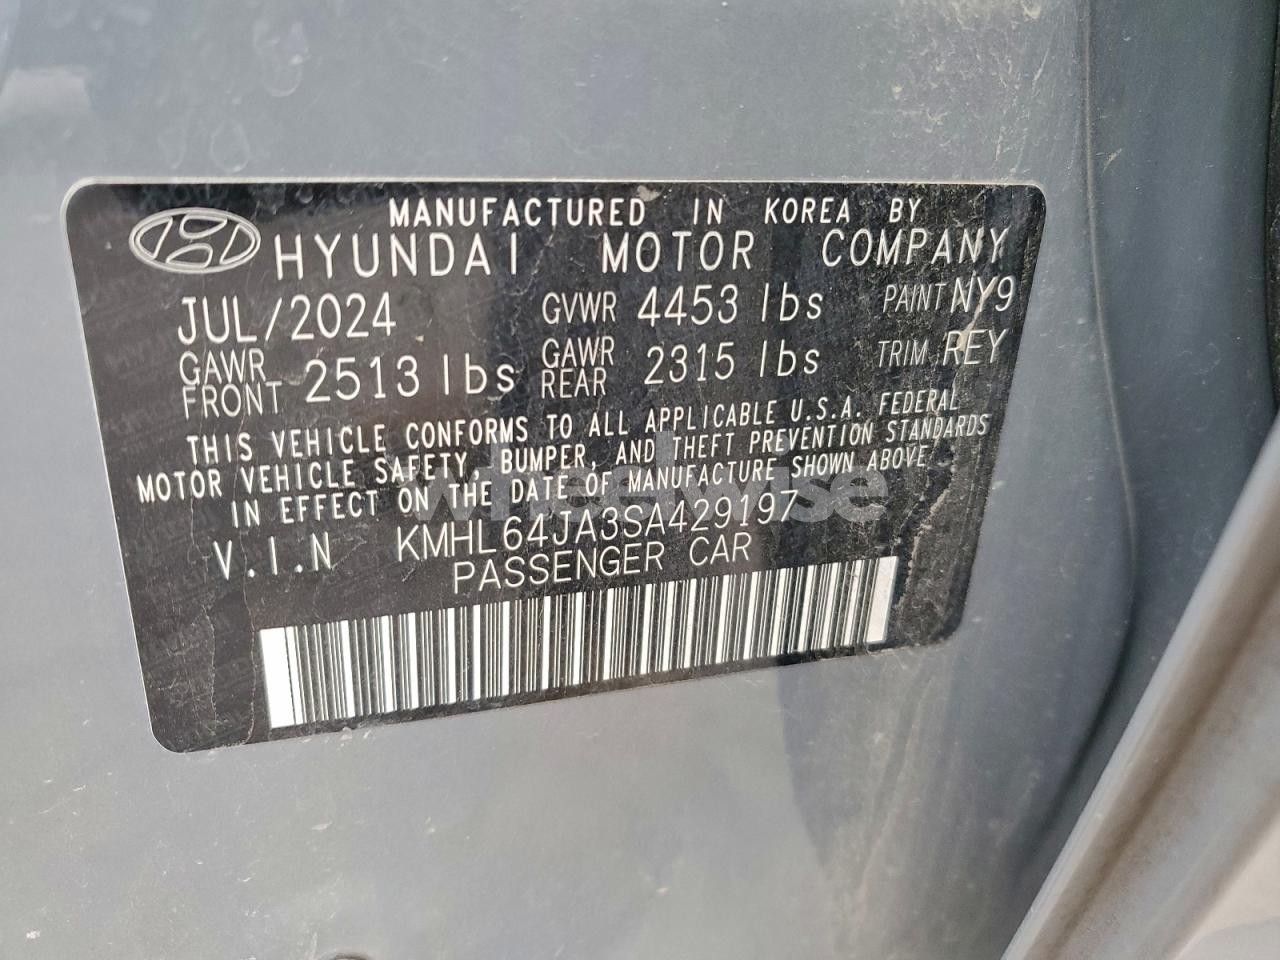 MANUFACTURED IN KOREA BY
HYUNDAI MOTOR COMPANY
JUL/2024 GVWR 4453 lbs PAINT NY9
GAWR FRONT 2513 lbs GAWR REAR 2315 lbs TRIM REY
THIS VEHICLE CONFORMS TO ALL APPLICABLE U.S.A. FEDERAL
MOTOR VEHICLE SAFETY, BUMPER, AND THEFT PREVENTION STANDARDS
IN EFFECT ON THE DATE OF MANUFACTURE SHOWN ABOVE
V.I.N KMHL64JA3SA429197
PASSENGER CAR
wheelwise